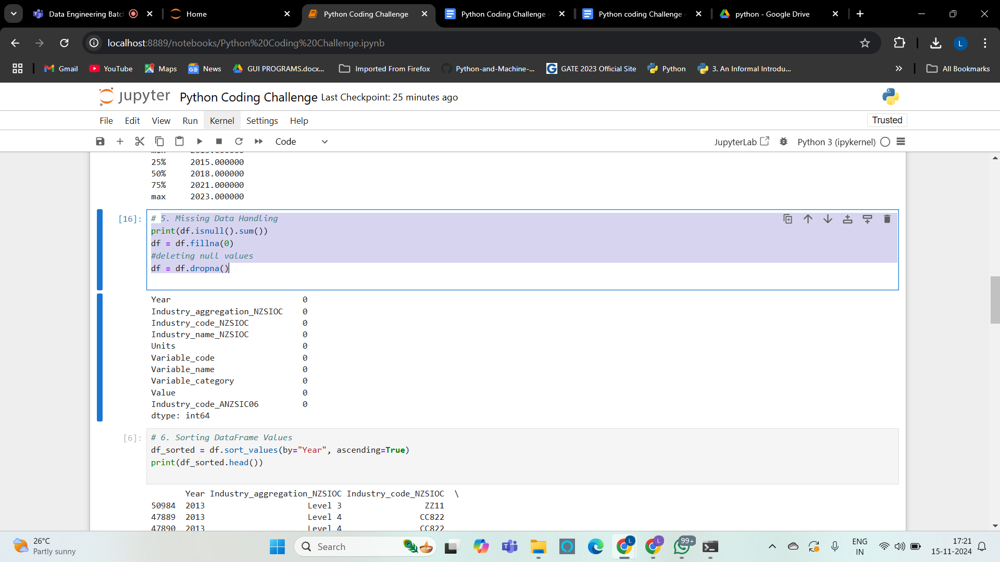 Data Engineering Batc
Home
Python Coding Challenge
Python Coding Challenge -
Python coding Challenge -
python - Google Drive
localhost:8889/notebooks/Python%20Coding%20Challenge.ipynb
L
Gmail
YouTube
Maps
News
GUI PROGRAMS.docx...
Imported From Firefox
Python-and-Machine-...
GATE 2023 Official Site
Python
3. An Informal Introdu...
All Bookmarks
jupyter Python Coding Challenge Last Checkpoint: 25 minutes ago
File Edit View Run Kernel Settings Help
Trusted
Code
JupyterLab
Python 3 (ipykernel)
25% 2015.000000
50% 2018.000000
75% 2021.000000
max 2023.000000
[16]: # 5. Missing Data Handling
print(df.isnull().sum())
df = df.fillna(0)
#deleting null values
df = df.dropna()
Year 0
Industry_aggregation_NZSIOC 0
Industry_code_NZSIOC 0
Industry_name_NZSIOC 0
Units 0
Variable_code 0
Variable_name 0
Variable_category 0
Value 0
Industry_code_ANZSIC06 0
dtype: int64
[6]: # 6. Sorting DataFrame Values
df_sorted = df.sort_values(by="Year", ascending=True)
print(df_sorted.head())
Year Industry_aggregation_NZSIOC Industry_code_NZSIOC \
50984 2013 Level 3 ZZ11
47889 2013 Level 4 CC822
47890 2013 Level 4 CC822
26°C
Partly sunny
Search
L
L
99+
ENG
IN
17:21
15-11-2024